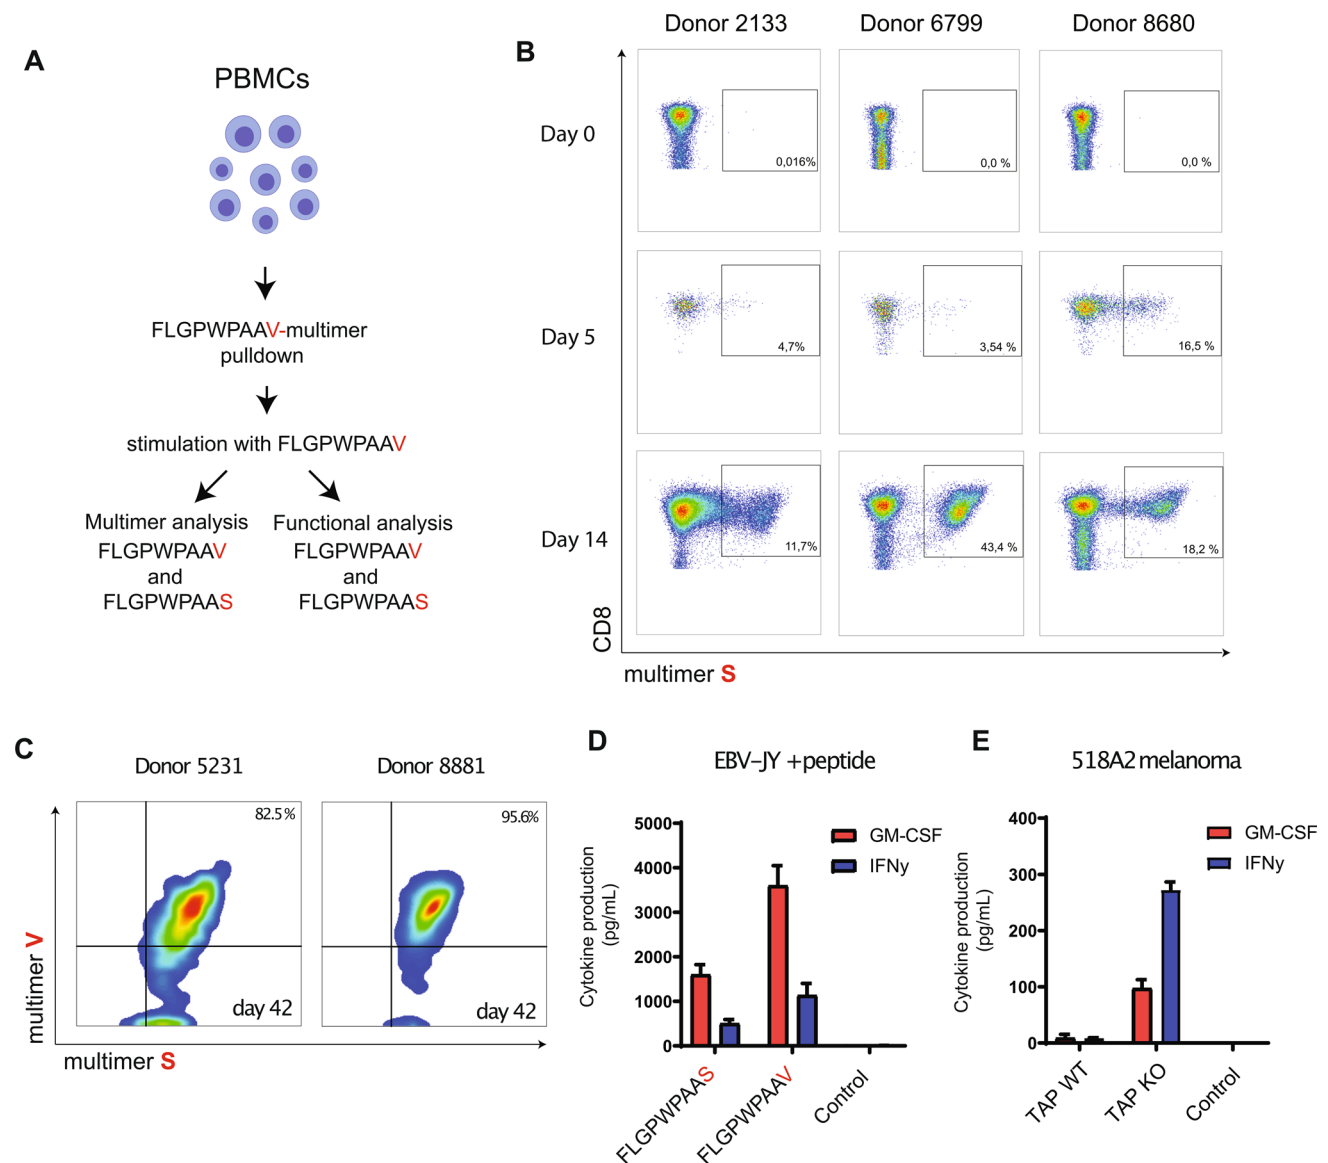 A
PBMCs
FLGPWPAAV-multimer
pulldown
stimulation with FLGPWPAAV
Multimer analysis
FLGPWPAAV
and
FLGPWPAAS
Functional analysis
FLGPWPAAV
and
FLGPWPAAS
B
Donor 2133
Donor 6799
Donor 8680
Day 0
0,016%
0,0 %
0,0 %
Day 5
4,7%
3,54 %
16,5 %
Day 14
11,7%
43,4 %
18,2 %
CD8
multimer S
C
Donor 5231
Donor 8881
82.5%
95.6%
day 42
day 42
multimer V
multimer S
D
EBV–JY +peptide
GM-CSF
IFNy
Cytokine production
(pg/mL)
5000
4000
3000
2000
1000
0
FLGPWPAAS
FLGPWPAAV
Control
E
518A2 melanoma
GM-CSF
IFNy
Cytokine production
(pg/mL)
400
300
200
100
0
TAP WT
TAP KO
Control